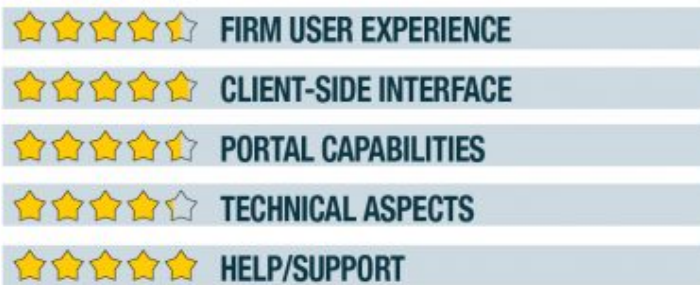 FIRM USER EXPERIENCE
CLIENT-SIDE INTERFACE
PORTAL CAPABILITIES
TECHNICAL ASPECTS
HELP/SUPPORT